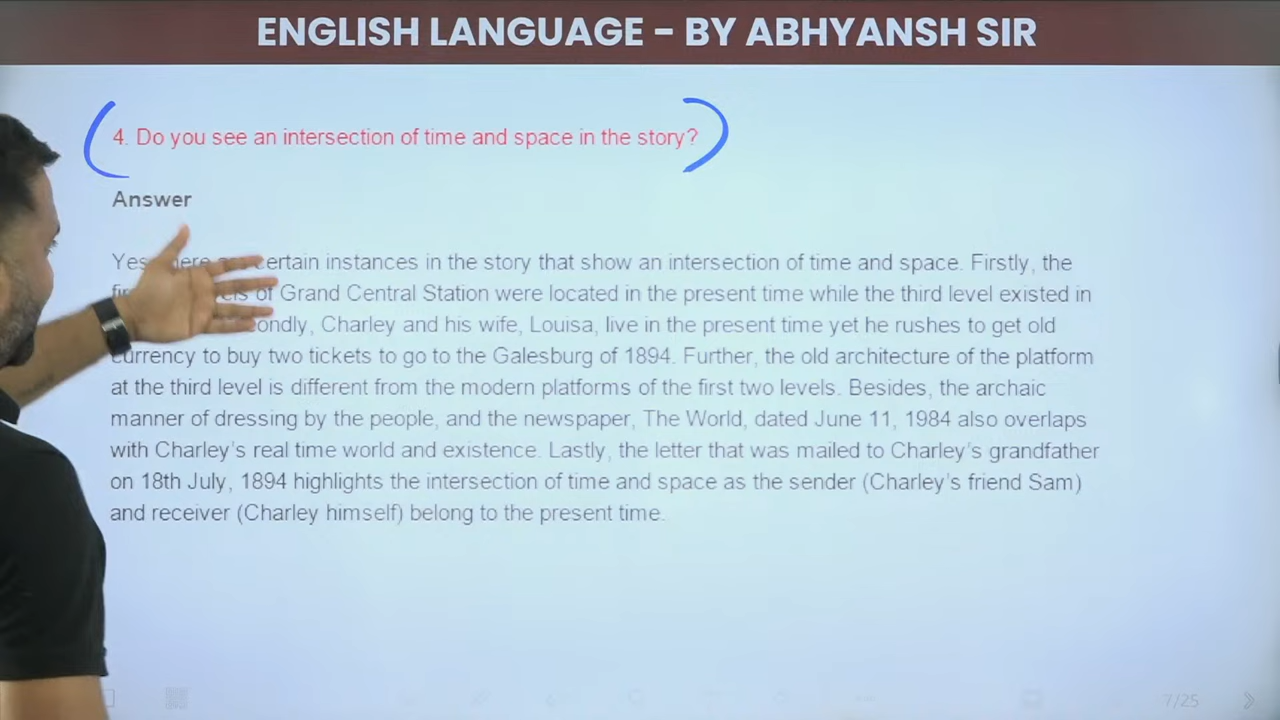 ENGLISH LANGUAGE - BY ABHYANSH SIR
4. Do you see an intersection of time and space in the story?
Answer
Yes certain instances in the story that show an intersection of time and space. Firstly, the
of Grand Central Station were located in the present time while the third level existed in
Charley and his wife, Louisa, live in the present time yet he rushes to get old
currency to buy two tickets to go to the Galesburg of 1894. Further, the old architecture of the platform
at the third level is different from the modern platforms of the first two levels. Besides, the archaic
manner of dressing by the people, and the newspaper, The World, dated June 11, 1984 also overlaps
with Charley's real time world and existence. Lastly, the letter that was mailed to Charley's grandfather
on 18th July, 1894 highlights the intersection of time and space as the sender (Charley's friend Sam)
and receiver (Charley himself) belong to the present time.
7/25